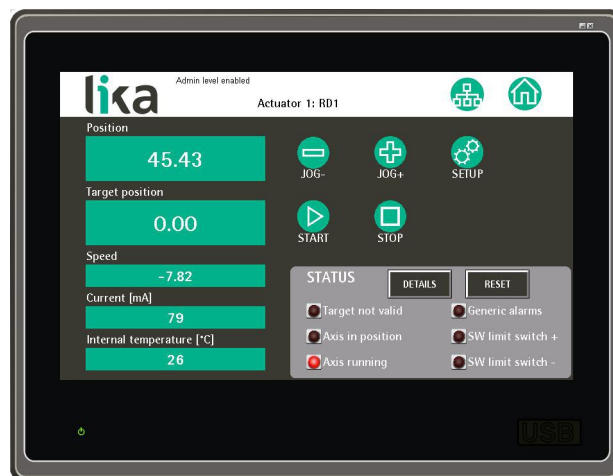 lika
Admin level enabled
Actuator 1: RD1
Position
45.43
JOG-
JOG+
SETUP
Target position
0.00
START
STOP
Speed
-7.82
Current [mA]
79
Internal temperature [°C]
26
STATUS
DETAILS
RESET
Target not valid
Generic alarms
Axis in position
SW limit switch +
Axis running
SW limit switch -
USB